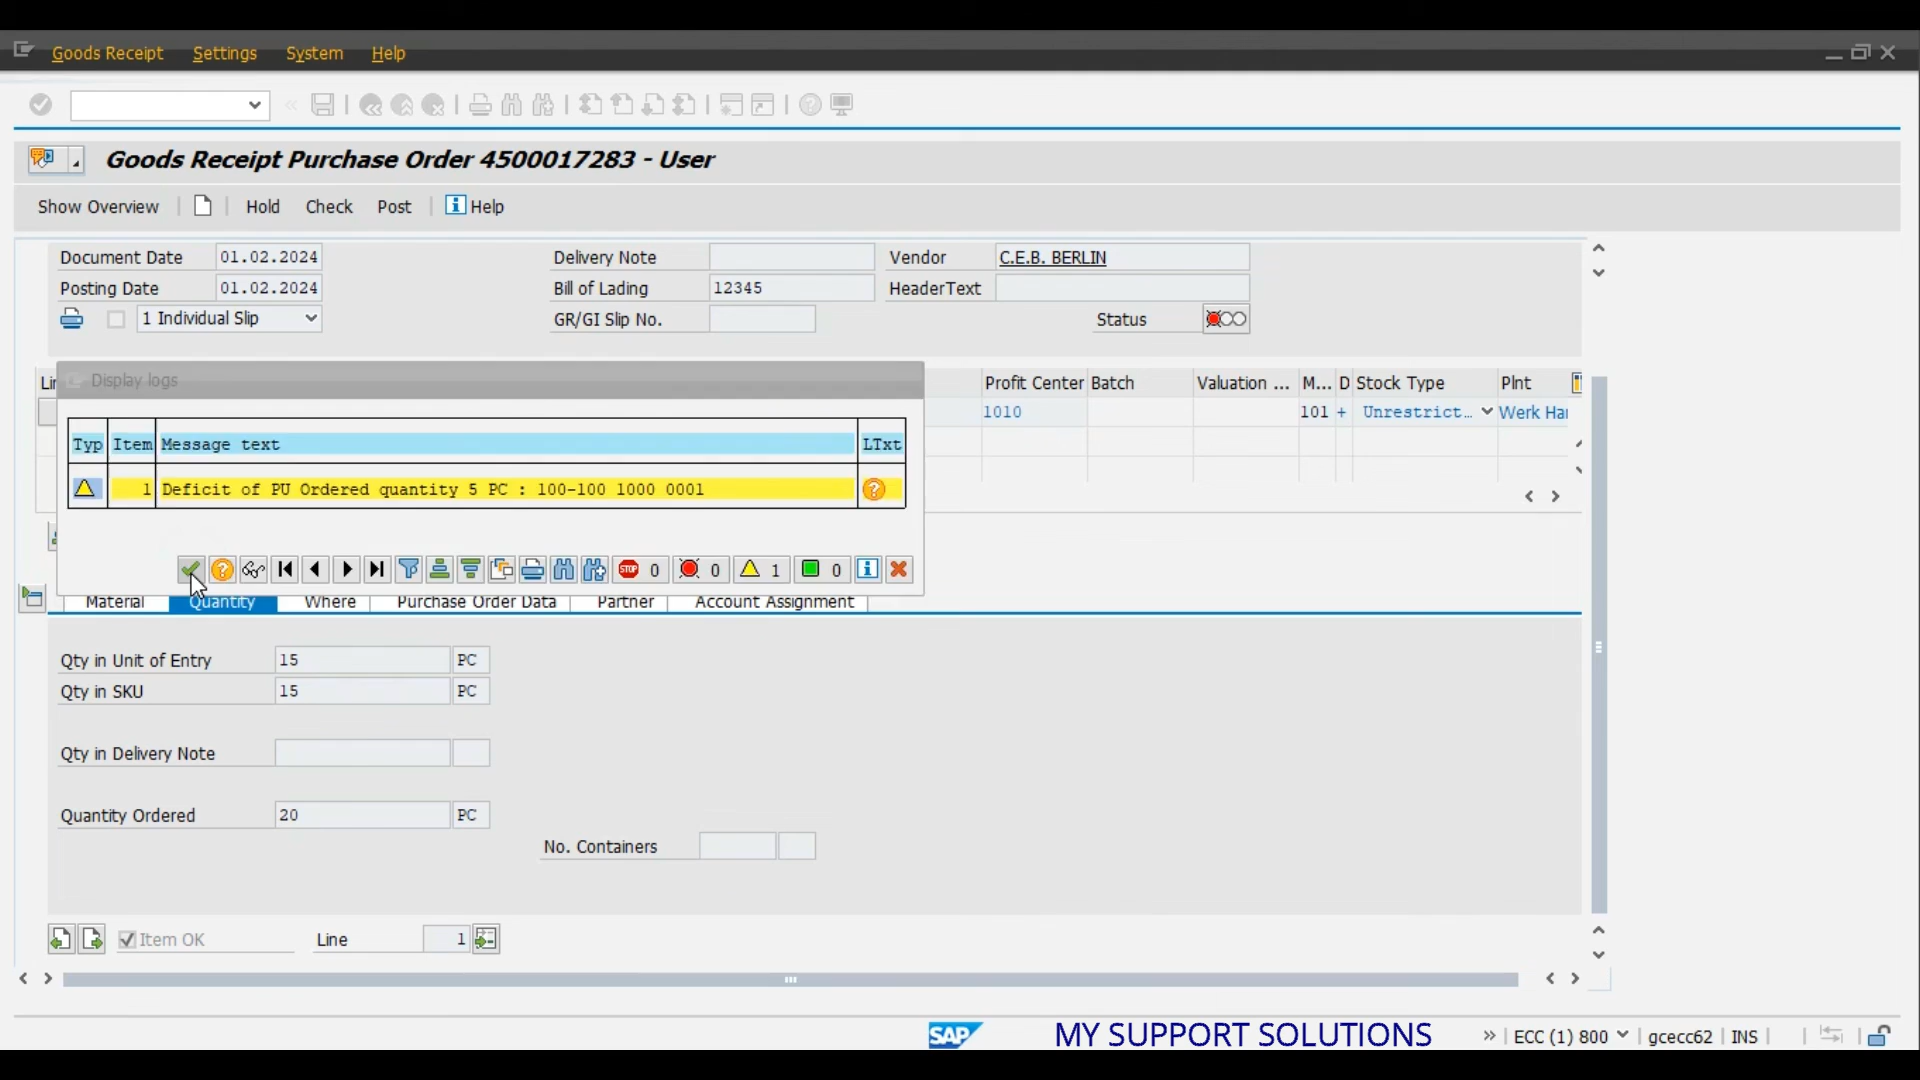 Goods Receipt Settings System Help
Goods Receipt Purchase Order 4500017283 - User
Show Overview Hold Check Post Help
Document Date 01.02.2024 Delivery Note Vendor C.E.B. BERLIN
Posting Date 01.02.2024 Bill of Lading 12345 HeaderText
1 Individual Slip GR/GI Slip No. Status
Display logs
Profit Center Batch Valuation ... M... D Stock Type Plnt
1010 101 + Unrestrict... Werk Ha
Typ Item Message text LTxt
1 Deficit of PU Ordered quantity 5 PC : 100-100 1000 0001
STOP 0 0 1 0
Material Quantity Where Purchase Order Data Partner Account Assignment
Qty in Unit of Entry 15 PC
Qty in SKU 15 PC
Qty in Delivery Note
Quantity Ordered 20 PC
No. Containers
Item OK Line 1
SAP MY SUPPORT SOLUTIONS ECC (1) 800 gcecc62 INS